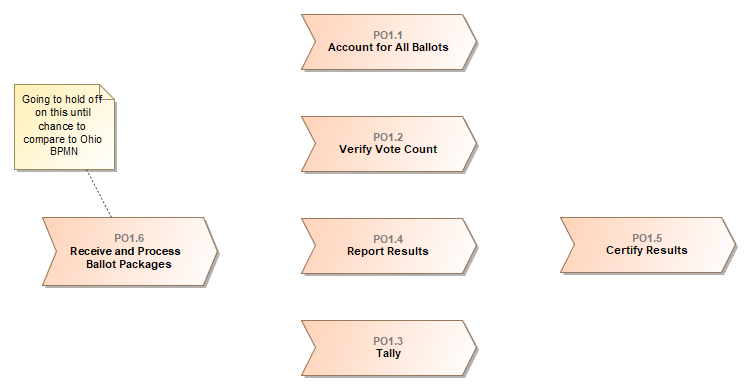 PO1.1
Account for All Ballots
Going to hold off
on this until
chance to
compare to Ohio
BPMN
PO1.2
Verify Vote Count
PO1.6
Receive and Process
Ballot Packages
PO1.4
Report Results
PO1.5
Certify Results
PO1.3
Tally